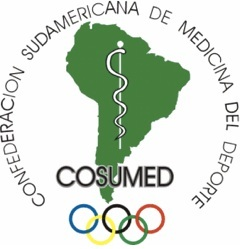 CONFEDERACION SUDAMERICANA DE MEDICINA DEL DEPORTE
COSUMED